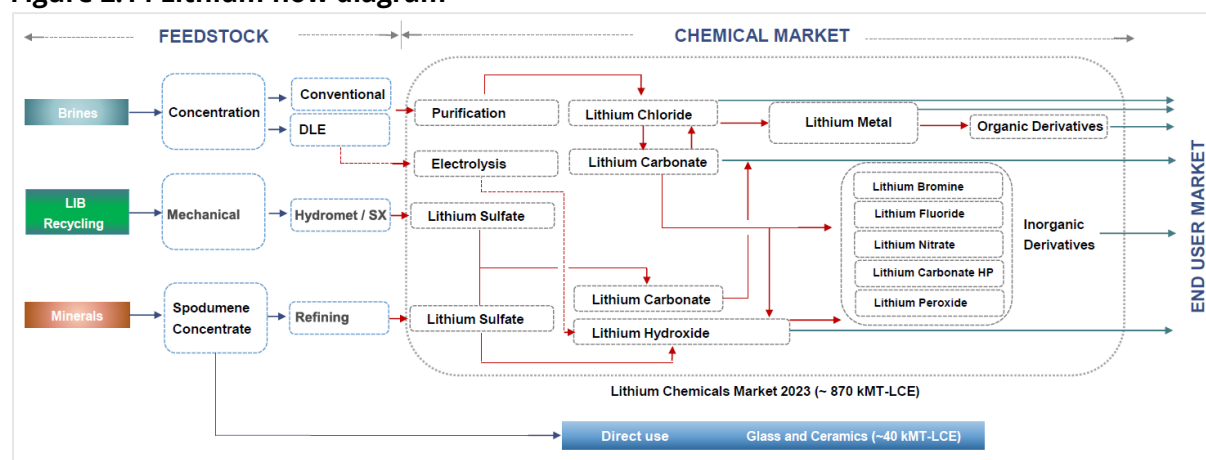 FEEDSTOCK
CHEMICAL MARKET
Brines
Concentration
Conventional
DLE
Purification
Electrolysis
Lithium Chloride
Lithium Carbonate
Lithium Metal
Organic Derivatives
LIB
Recycling
Mechanical
Hydromet / SX
Lithium Sulfate
Lithium Bromine
Lithium Fluoride
Lithium Nitrate
Lithium Carbonate HP
Lithium Peroxide
Inorganic
Derivatives
END USER MARKET
Minerals
Spodumene
Concentrate
Refining
Lithium Sulfate
Lithium Carbonate
Lithium Hydroxide
Lithium Chemicals Market 2023 (~ 870 kMT-LCE)
Direct use Glass and Ceramics (~40 kMT-LCE)